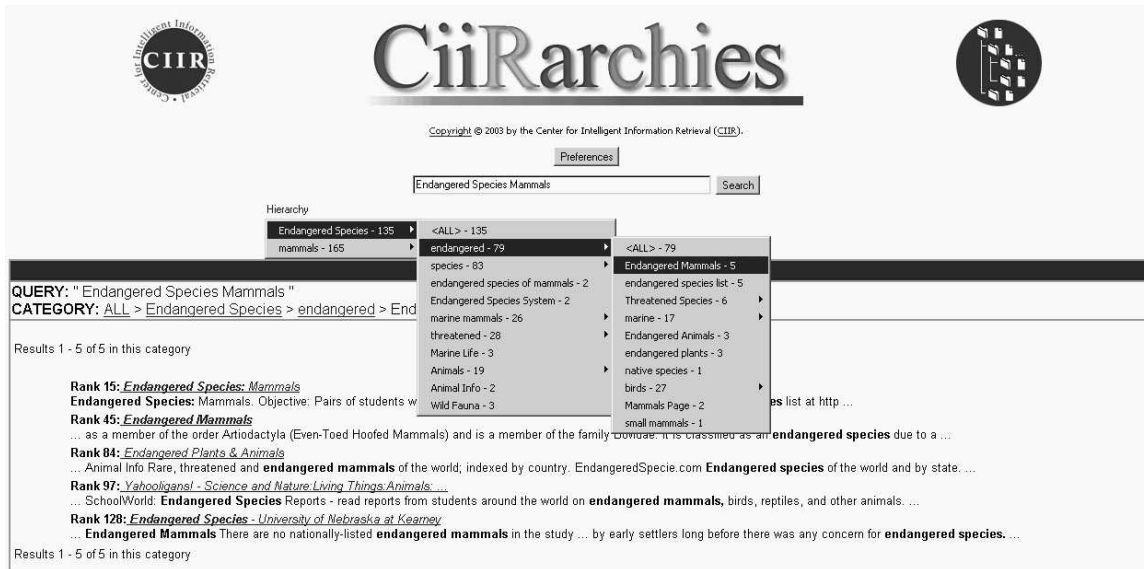 Center for Intelligent Information Retrieval
CIIR
CiiRarchies
Copyright © 2003 by the Center for Intelligent Information Retrieval (CIIR).
Preferences
Endangered Species Mammals
Search
Hierarchy
Endangered Species - 135
mammals - 165
<ALL> - 135
endangered - 79
species - 83
endangered species of mammals - 2
Endangered Species System - 2
marine mammals - 26
threatened - 28
Marine Life - 3
Animals - 19
Animal Info - 2
Wild Fauna - 3
<ALL> - 79
Endangered Mammals - 5
endangered species list - 5
Threatened Species - 6
marine - 17
Endangered Animals - 3
endangered plants - 3
native species - 1
birds - 27
Mammals Page - 2
small mammals - 1
QUERY: " Endangered Species Mammals "
CATEGORY: ALL > Endangered Species > endangered > End
Results 1 - 5 of 5 in this category
Rank 15: Endangered Species: Mammals
Endangered Species: Mammals. Objective: Pairs of students list at http ...
Rank 45: Endangered Mammals
... as a member of the order Artiodactyla (Even-Toed Hoofed Mammals) and is a member of the family Bovidae. It is classified as an endangered species due to a ...
Rank 84: Endangered Plants & Animals
... Animal Info Rare, threatened and endangered mammals of the world; indexed by country. EndangeredSpecie.com Endangered species of the world and by state. ...
Rank 97: Yahooligans! - Science and Nature:Living Things:Animals: ...
... SchoolWorld: Endangered Species Reports - read reports from students around the world on endangered mammals, birds, reptiles, and other animals. ...
Rank 128: Endangered Species - University of Nebraska at Kearney
... Endangered Mammals There are no nationally-listed endangered mammals in the study ... by early settlers long before there was any concern for endangered species. ...
Results 1 - 5 of 5 in this category